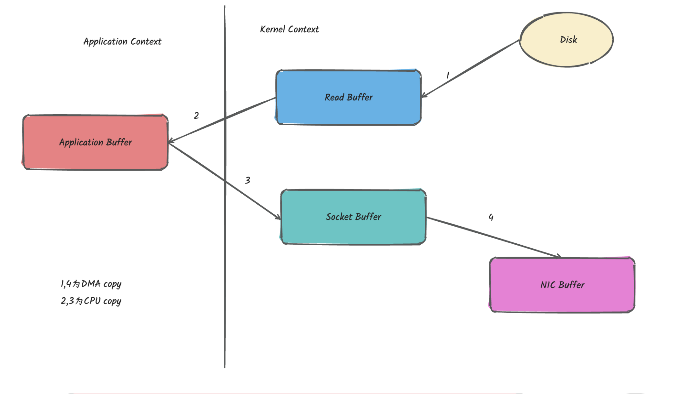 Application Context
Kernel Context
Disk
1
Read Buffer
2
Application Buffer
3
Socket Buffer
4
NIC Buffer
1,4为DMA copy
2,3为CPU copy